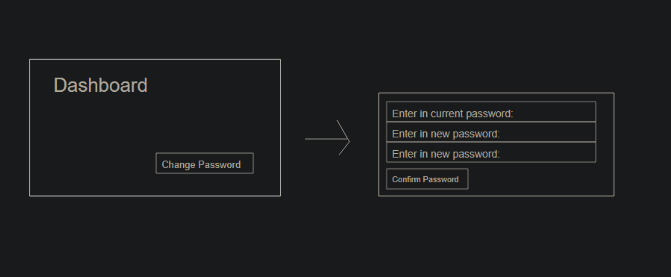 Dashboard
Change Password
Enter in current password:
Enter in new password:
Enter in new password:
Confirm Password